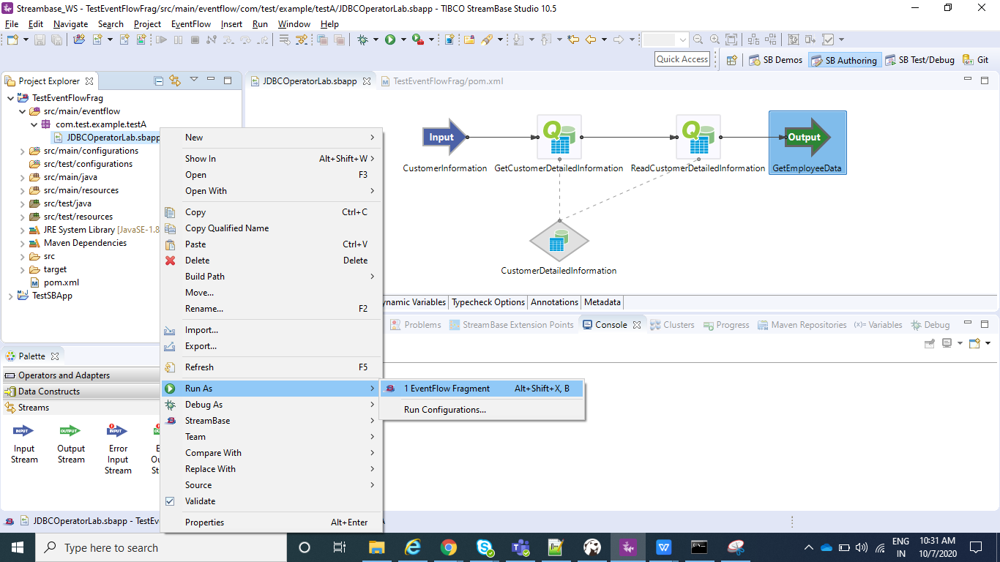 Streambase_WS - TestEventFlowFrag/src/main/eventflow/com/test/example/testA/JDBCOperatorLab.sbapp - TIBCO StreamBase Studio 10.5
File Edit Navigate Search Project EventFlow Insert Run Window Help
Quick Access
SB Demos
SB Authoring
SB Test/Debug
Git
Project Explorer
TestEventFlowFrag
src/main/eventflow
com.test.example.testA
JDBCOperatorLab.sbapp
src/main/configurations
src/test/configurations
src/main/java
src/main/resources
src/test/java
src/test/resources
JRE System Library [JavaSE-1.8
Maven Dependencies
src
target
pom.xml
TestSBApp
JDBCOperatorLab.sbapp
TestEventFlowFrag/pom.xml
Input
Q
Q
Output
CustomerInformation
GetCustomerDetailedInformation
ReadCustomerDetailedInformation
GetEmployeeData
CustomerDetailedInformation
New
Show In Alt+Shift+W
Open F3
Open With
Copy Ctrl+C
Copy Qualified Name
Paste Ctrl+V
Delete Delete
Build Path
Move...
Rename... F2
Import...
Export...
Refresh F5
Run As
Debug As
StreamBase
Team
Compare With
Replace With
Source
Validate
Properties Alt+Enter
1 EventFlow Fragment Alt+Shift+X, B
Run Configurations...
ynamic Variables
Typecheck Options
Annotations
Metadata
Problems
StreamBase Extension Points
Console
Clusters
Progress
Maven Repositories
(x)= Variables
Debug
Palette
Operators and Adapters
Data Constructs
Streams
INPUT
OUTPUT
INPUT
Input Stream
Output Stream
Error Input Stream
JDBCOperatorLab.sbapp - TestEve
Type here to search
ENG
IN
10:31 AM
10/7/2020